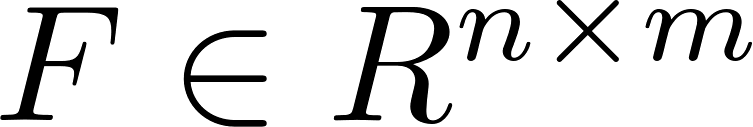 F ∈ R^{n×m}